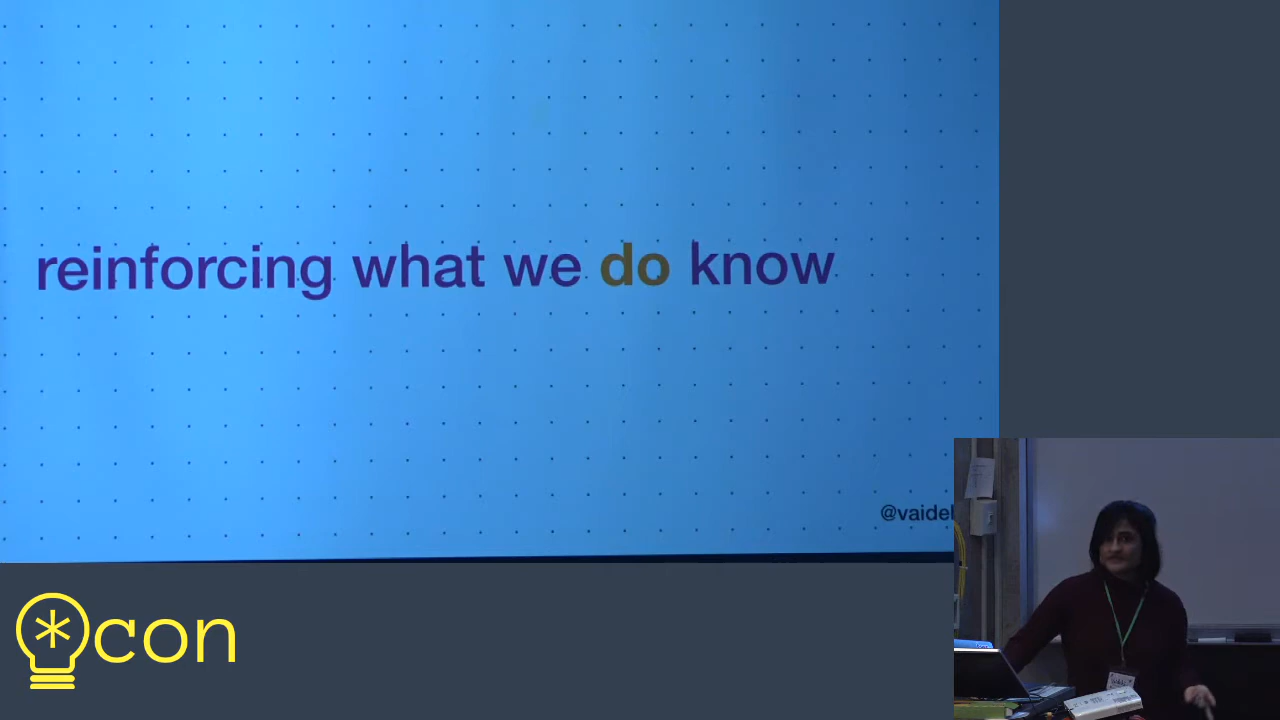 reinforcing what we do know
@vaidel
*con